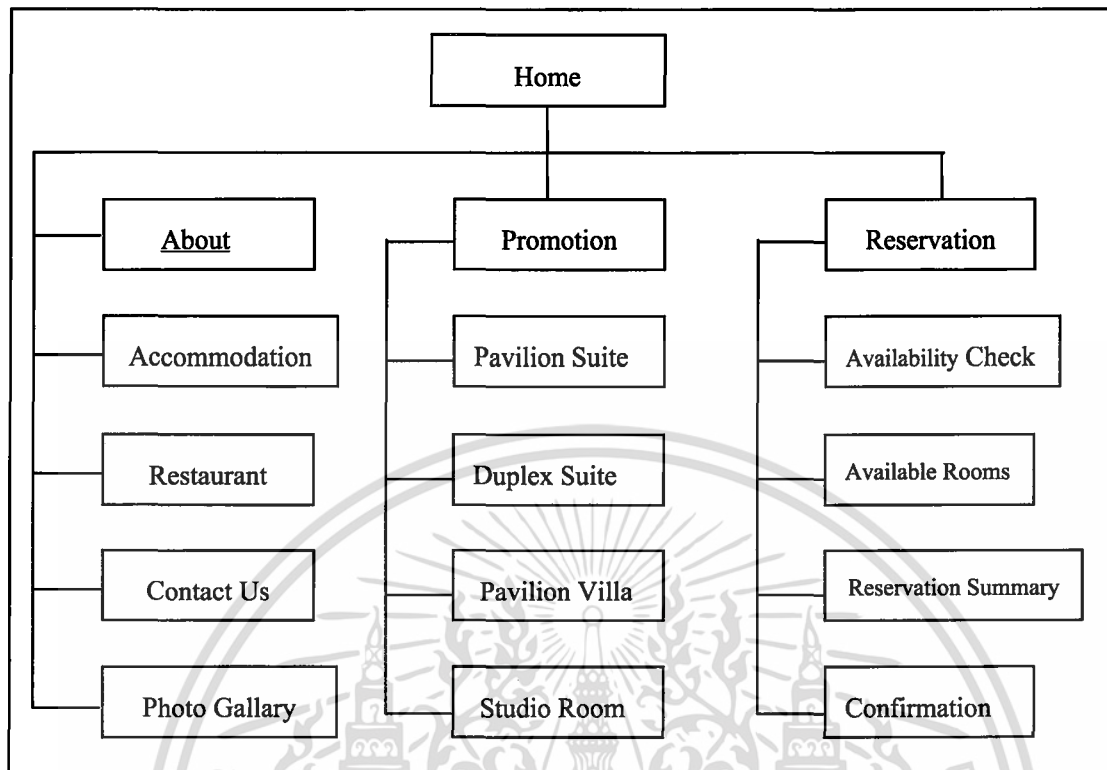 Home
About
Accommodation
Restaurant
Contact Us
Photo Gallary
Promotion
Pavilion Suite
Duplex Suite
Pavilion Villa
Studio Room
Reservation
Availability Check
Available Rooms
Reservation Summary
Confirmation